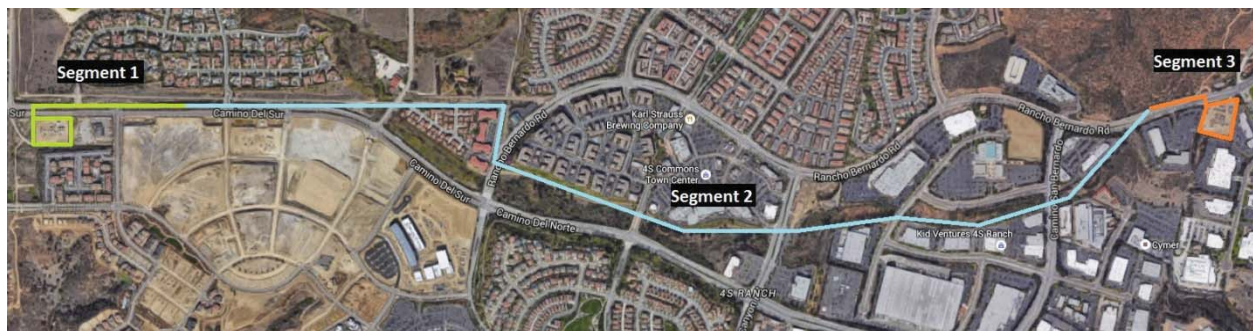 Segment 1
Segment 3
Sur
Camino Del Sur
Karl Strauss
Brewing Company
Rancho Bernardo Rd
Rancho Bernardo Rd
Rancho Bernardo Rd
4S Commons
Town Center
Camino Del Sur
Segment 2
Camino Del Norte
Camino San Bernardo
Kid Ventures 4S Ranch
Cymer
4S RANCH
Canyon